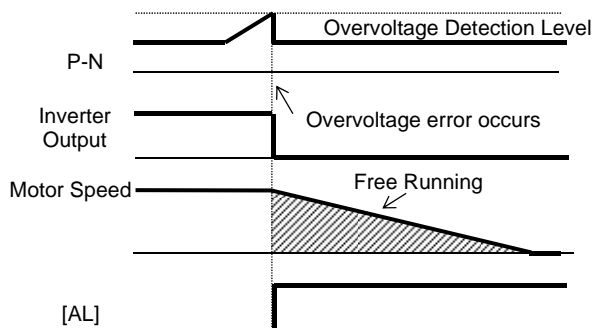 Overvoltage Detection Level
P-N
Inverter
Output
Overvoltage error occurs
Motor Speed
Free Running
[AL]